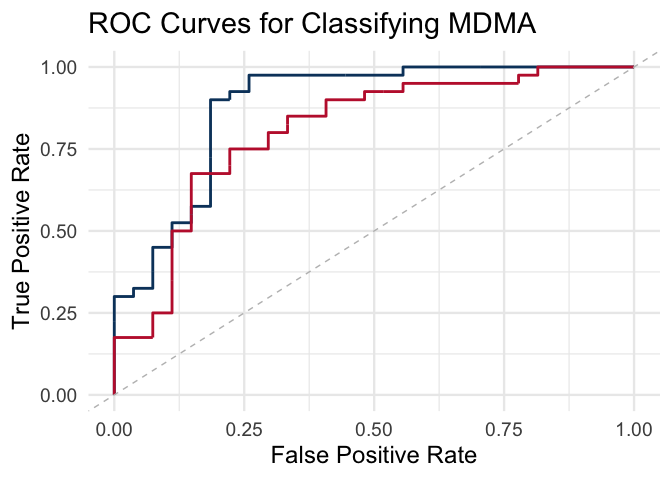 ROC Curves for Classifying MDMA
True Positive Rate
1.00
0.75
0.50
0.25
0.00
0.00 0.25 0.50 0.75 1.00
False Positive Rate